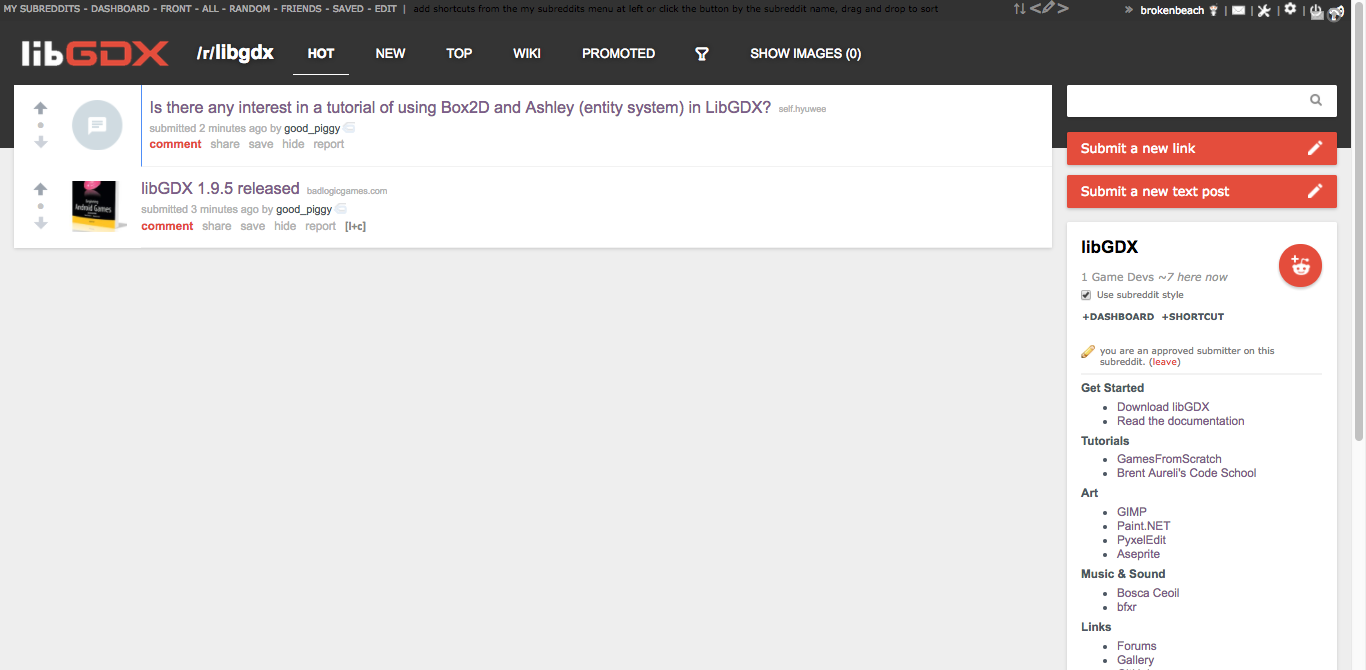 MY SUBREDDITS - DASHBOARD - FRONT - ALL - RANDOM - FRIENDS - SAVED - EDIT | add shortcuts from the my subreddits menu at left or click the button by the subreddit name, drag and drop to sort
» brokenbeach | | | |
libGDX /r/libgdx HOT NEW TOP WIKI PROMOTED SHOW IMAGES (0)
Is there any interest in a tutorial of using Box2D and Ashley (entity system) in LibGDX? self.hyuwee
submitted 2 minutes ago by good_piggy
comment share save hide report
Android Games
libGDX 1.9.5 released badlogicgames.com
submitted 3 minutes ago by good_piggy
comment share save hide report [l+c]
Submit a new link
Submit a new text post
libGDX
1 Game Devs ~7 here now
Use subreddit style
+DASHBOARD +SHORTCUT
you are an approved submitter on this
subreddit. (leave)
Get Started
Download libGDX
Read the documentation
Tutorials
GamesFromScratch
Brent Aureli's Code School
Art
GIMP
Paint.NET
PyxelEdit
Aseprite
Music & Sound
Bosca Ceoil
bfxr
Links
Forums
Gallery